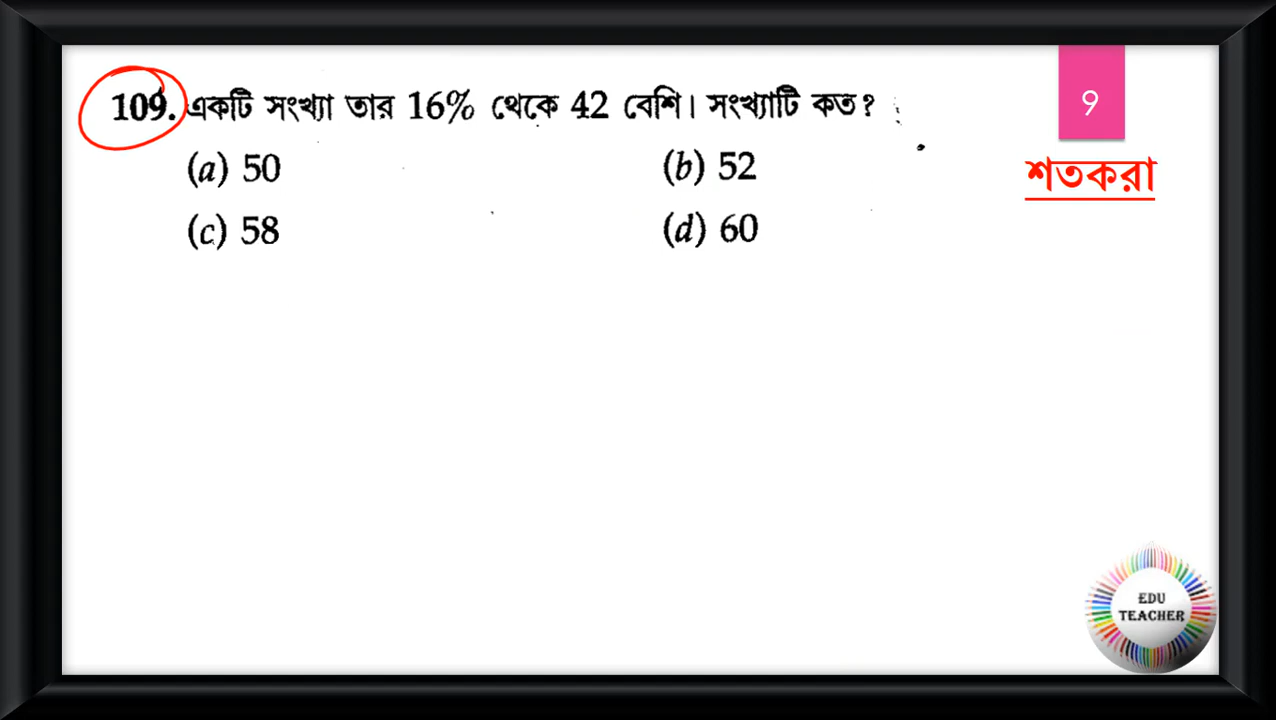 109. একটি সংখ্যা তার 16% থেকে 42 বেশি। সংখ্যাটি কত?
(a) 50 (b) 52
(c) 58 (d) 60
9
শতকরা
EDU
TEACHER